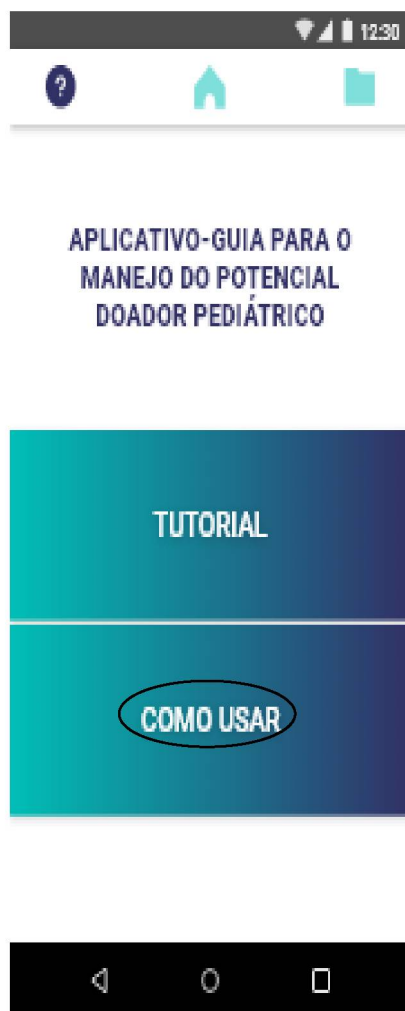 12:30
?
APLICATIVO-GUIA PARA O
MANEJO DO POTENCIAL
DOADOR PEDIÁTRICO
TUTORIAL
COMO USAR